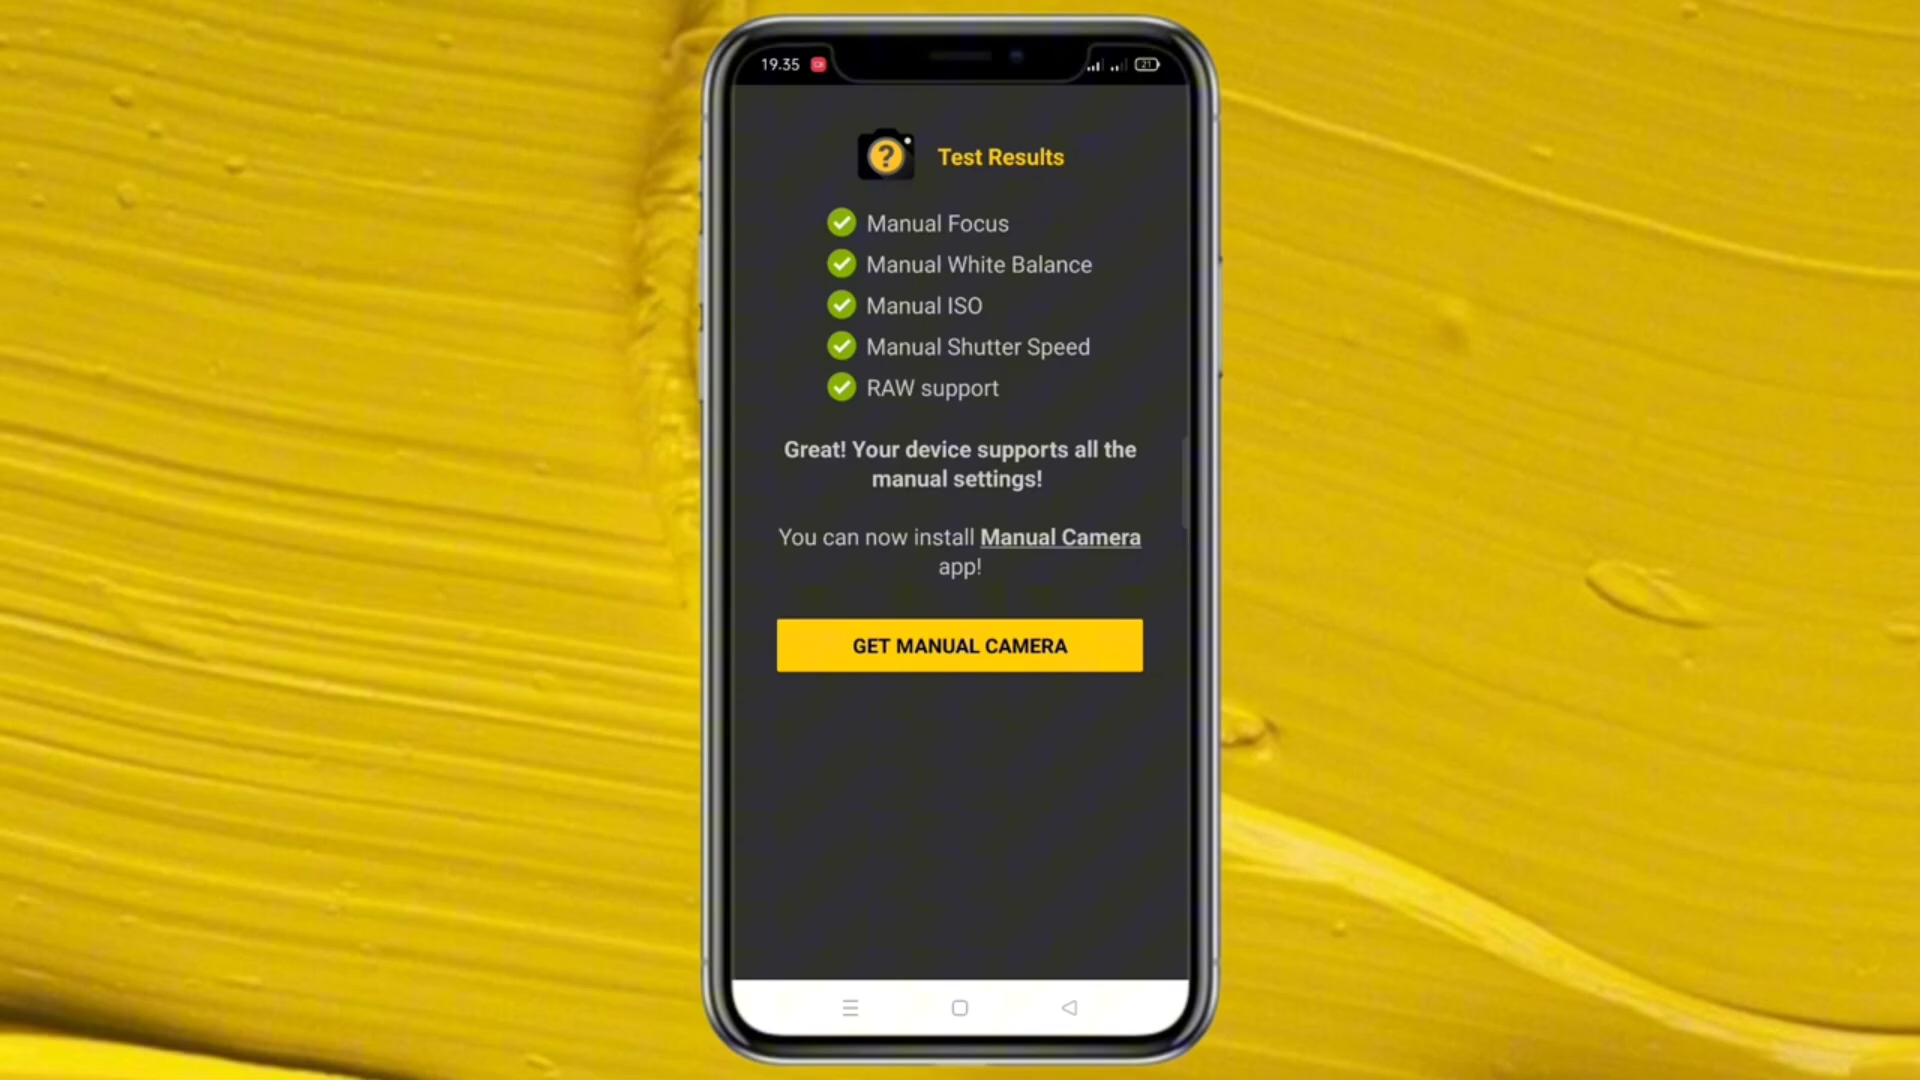 19.35
21
?
Test Results
Manual Focus
Manual White Balance
Manual ISO
Manual Shutter Speed
RAW support
Great! Your device supports all the
manual settings!
You can now install Manual Camera
app!
GET MANUAL CAMERA